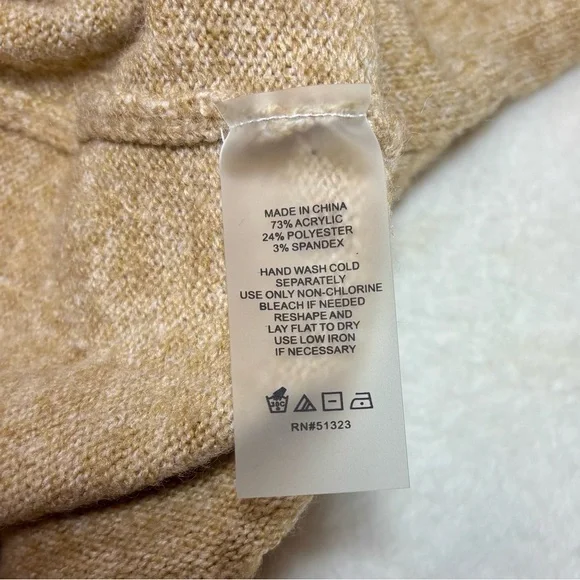 MADE IN CHINA
73% ACRYLIC
24% POLYESTER
3% SPANDEX
HAND WASH COLD
SEPARATELY
USE ONLY NON-CHLORINE
BLEACH IF NEEDED
RESHAPE AND
LAY FLAT TO DRY
USE LOW IRON
IF NECESSARY
RN#51323